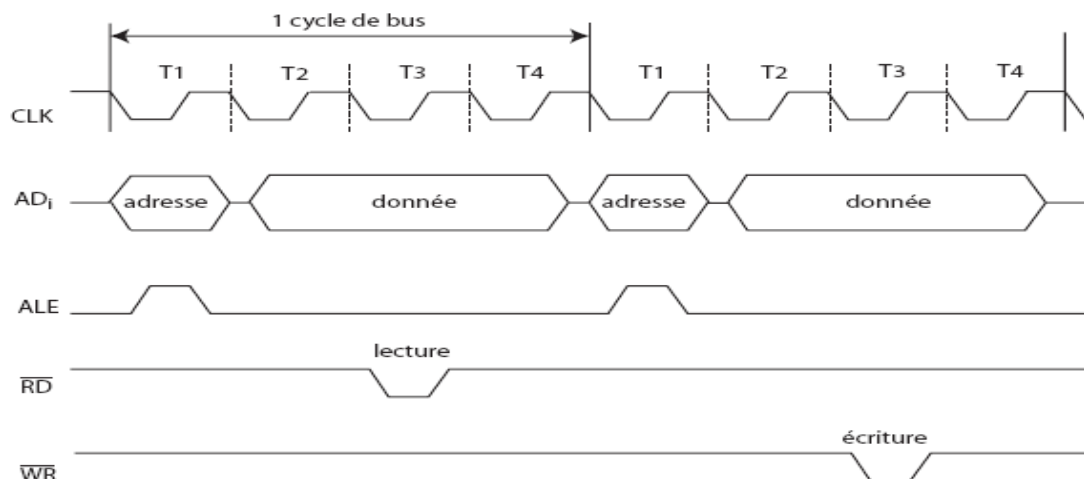 1 cycle de bus
T1 T2 T3 T4 T1 T2 T3 T4
CLK
ADi adresse donnée adresse donnée
ALE
lecture
RD
écriture
WR